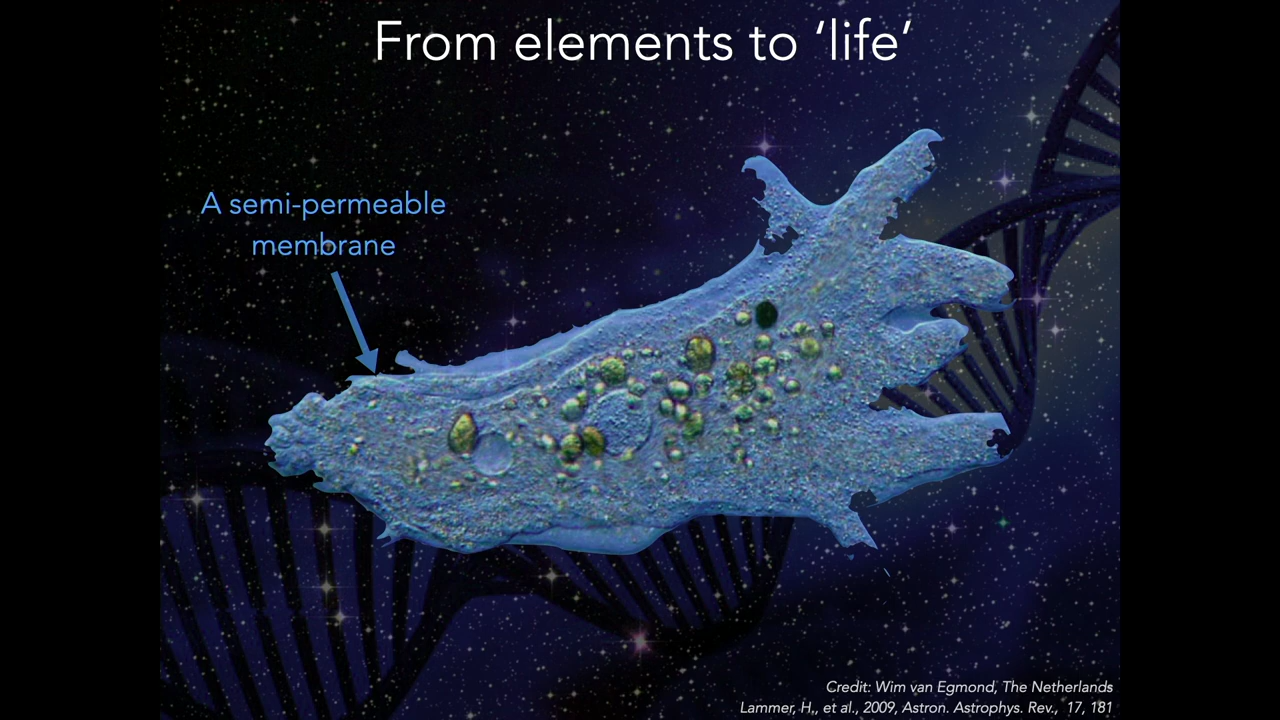 From elements to ‘life‘
A semi-permeable
membrane
Credit: Wim van Egmond, The Netherlands
Lammer, H., et al., 2009, Astron. Astrophys. Rev., 17, 181